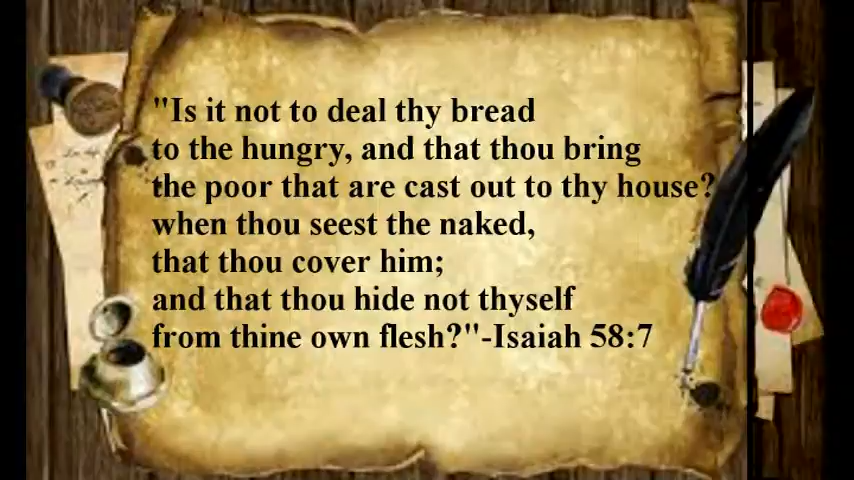 "Is it not to deal thy bread
to the hungry, and that thou bring
the poor that are cast out to thy house?
when thou seest the naked,
that thou cover him;
and that thou hide not thyself
from thine own flesh?"-Isaiah 58:7